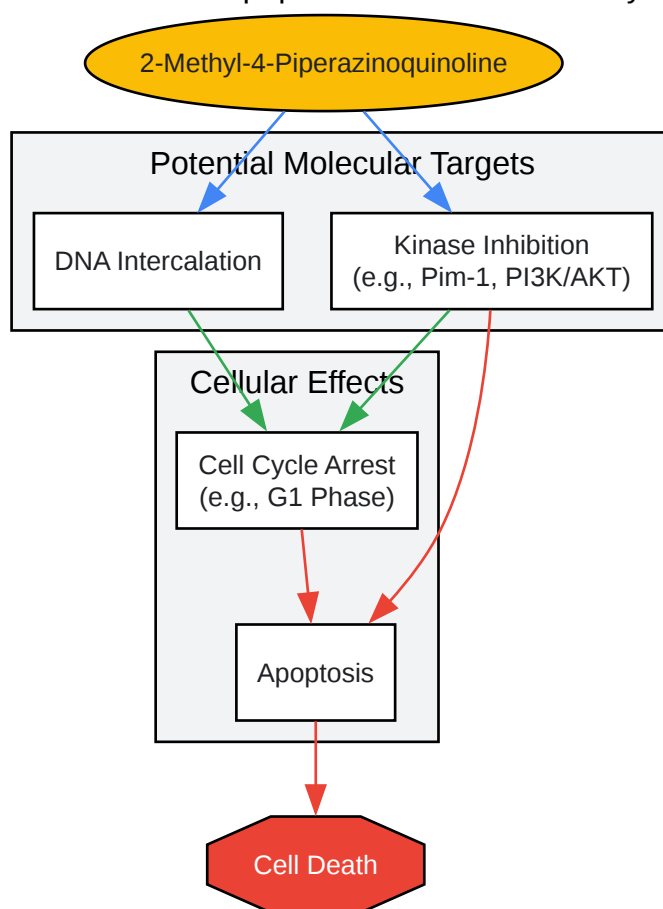 2-Methyl-4-Piperazinoquinoline
Potential Molecular Targets
DNA Intercalation
Kinase Inhibition
(e.g., Pim-1, PI3K/AKT)
Cellular Effects
Cell Cycle Arrest
(e.g., G1 Phase)
Apoptosis
Cell Death